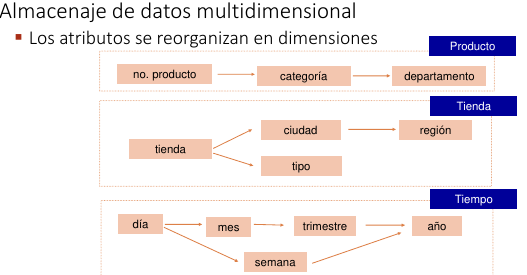 Almacenaje de datos multidimensional
Los atributos se reorganizan en dimensiones
Producto
no. producto
categoría
departamento
Tienda
ciudad
región
tienda
tipo
Tiempo
día
mes
trimestre
año
semana